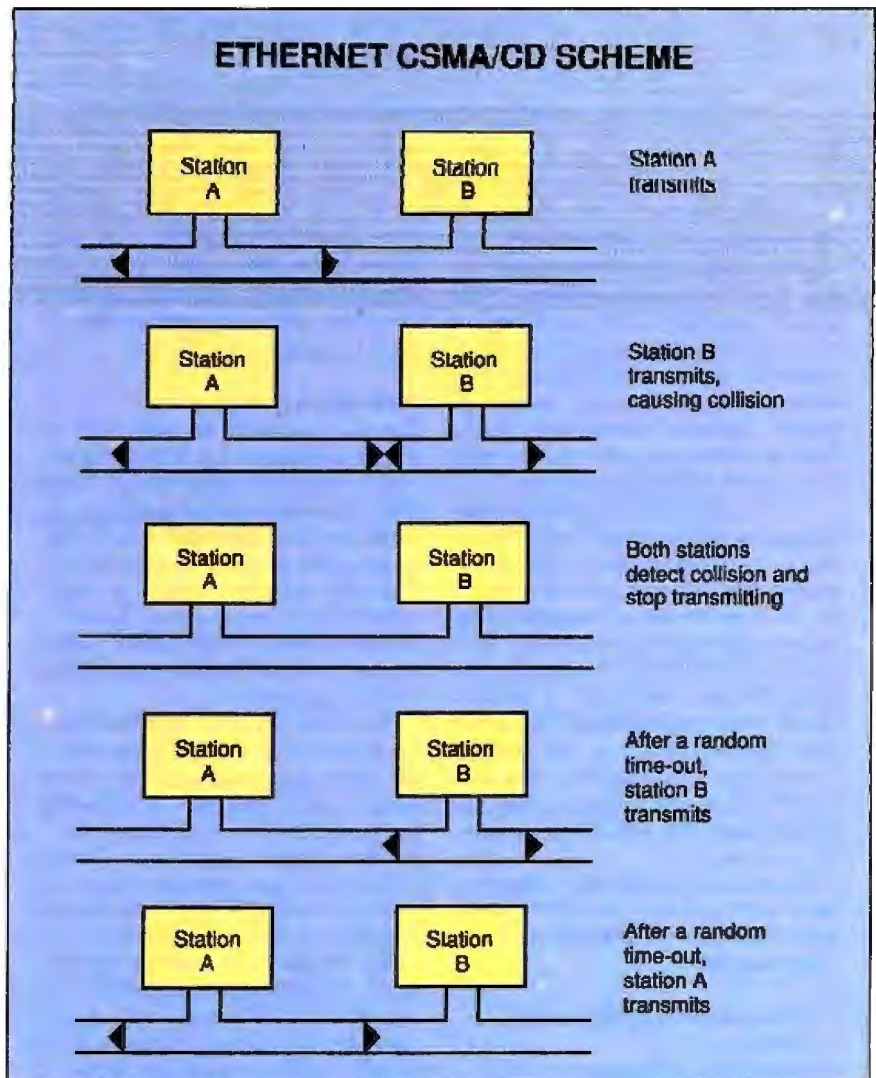 ETHERNET CSMA/CD SCHEME
Station
A
Station
B
Station A
transmits
Station
A
Station
B
Station B
transmits,
causing collision
Station
A
Station
B
Both stations
detect collision and
stop transmitting
Station
A
Station
B
After a random
time-out,
station B
transmits
Station
A
Station
B
After a random
time-out,
station A
transmits